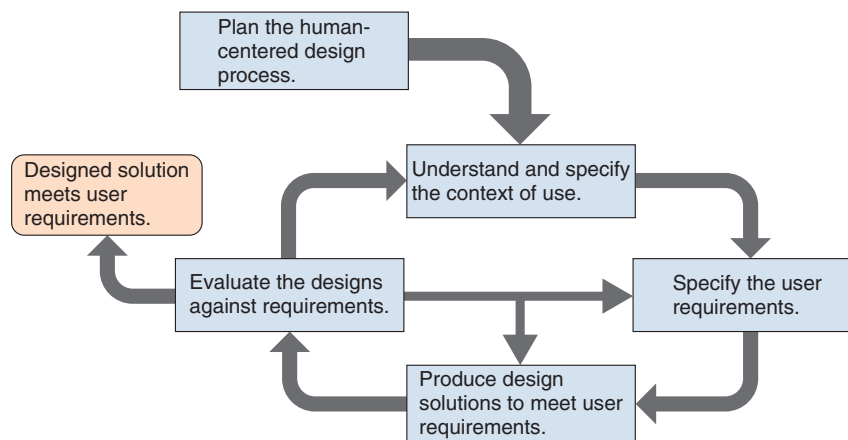 Plan the human-
centered design
process.
Understand and specify
the context of use.
Designed solution
meets user
requirements.
Evaluate the designs
against requirements.
Specify the user
requirements.
Produce design
solutions to meet user
requirements.